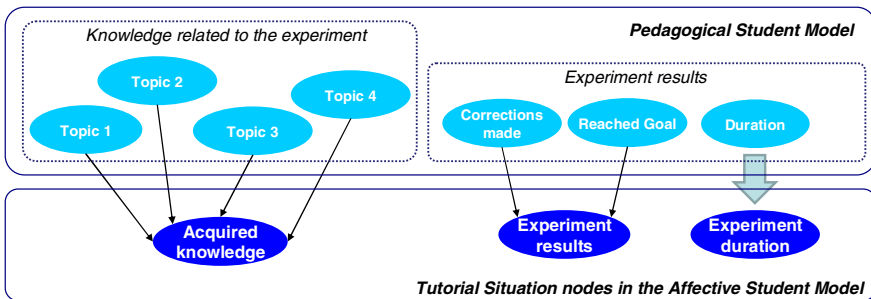 Pedagogical Student Model
Knowledge related to the experiment
Topic 1
Topic 2
Topic 3
Topic 4
Experiment results
Corrections
made
Reached Goal
Duration
Acquired
knowledge
Experiment
results
Experiment
duration
Tutorial Situation nodes in the Affective Student Model